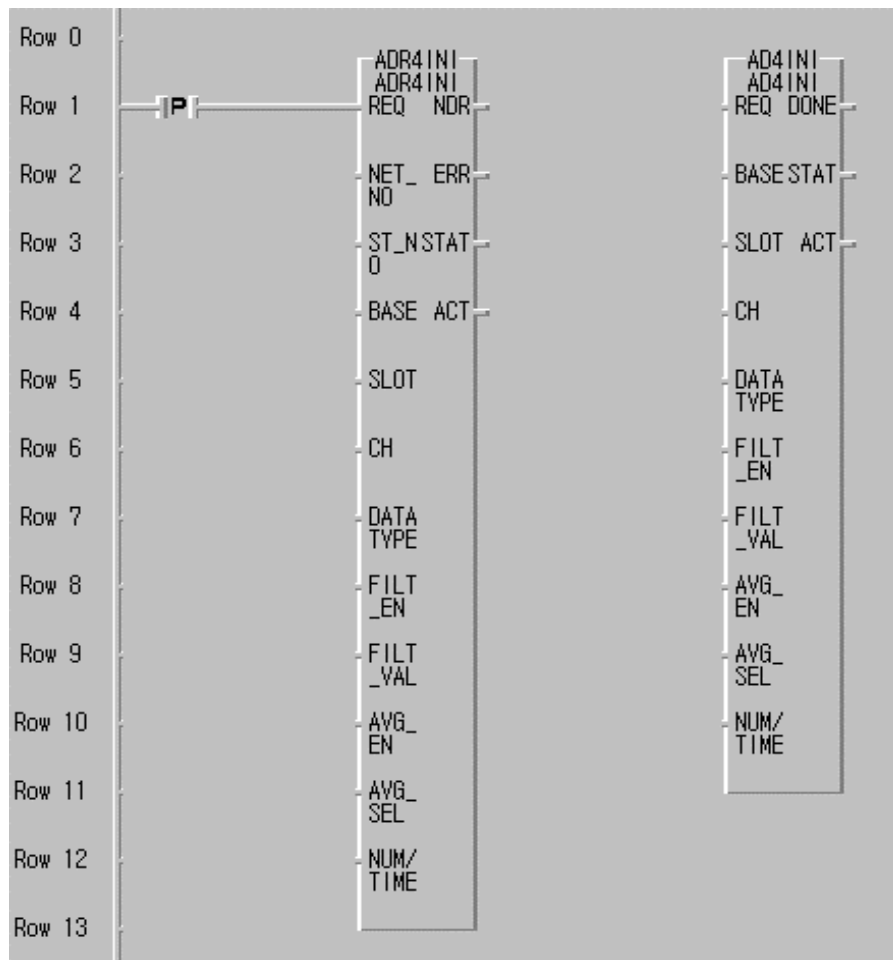 Row 0
ADR4INI AD4INI
ADR4INI AD4INI
Row 1 P REQ NDR REQ DONE
Row 2 NET_ ERR BASE STAT
NO
Row 3 ST_N STAT SLOT ACT
O
Row 4 BASE ACT CH
Row 5 SLOT DATA
TYPE
Row 6 CH FILT
_EN
Row 7 DATA FILT
TYPE _VAL
Row 8 FILT AVG_
_EN EN
Row 9 FILT AVG_
_VAL SEL
Row 10 AVG_ NUM/
EN TIME
Row 11 AVG_
SEL
Row 12 NUM/
TIME
Row 13